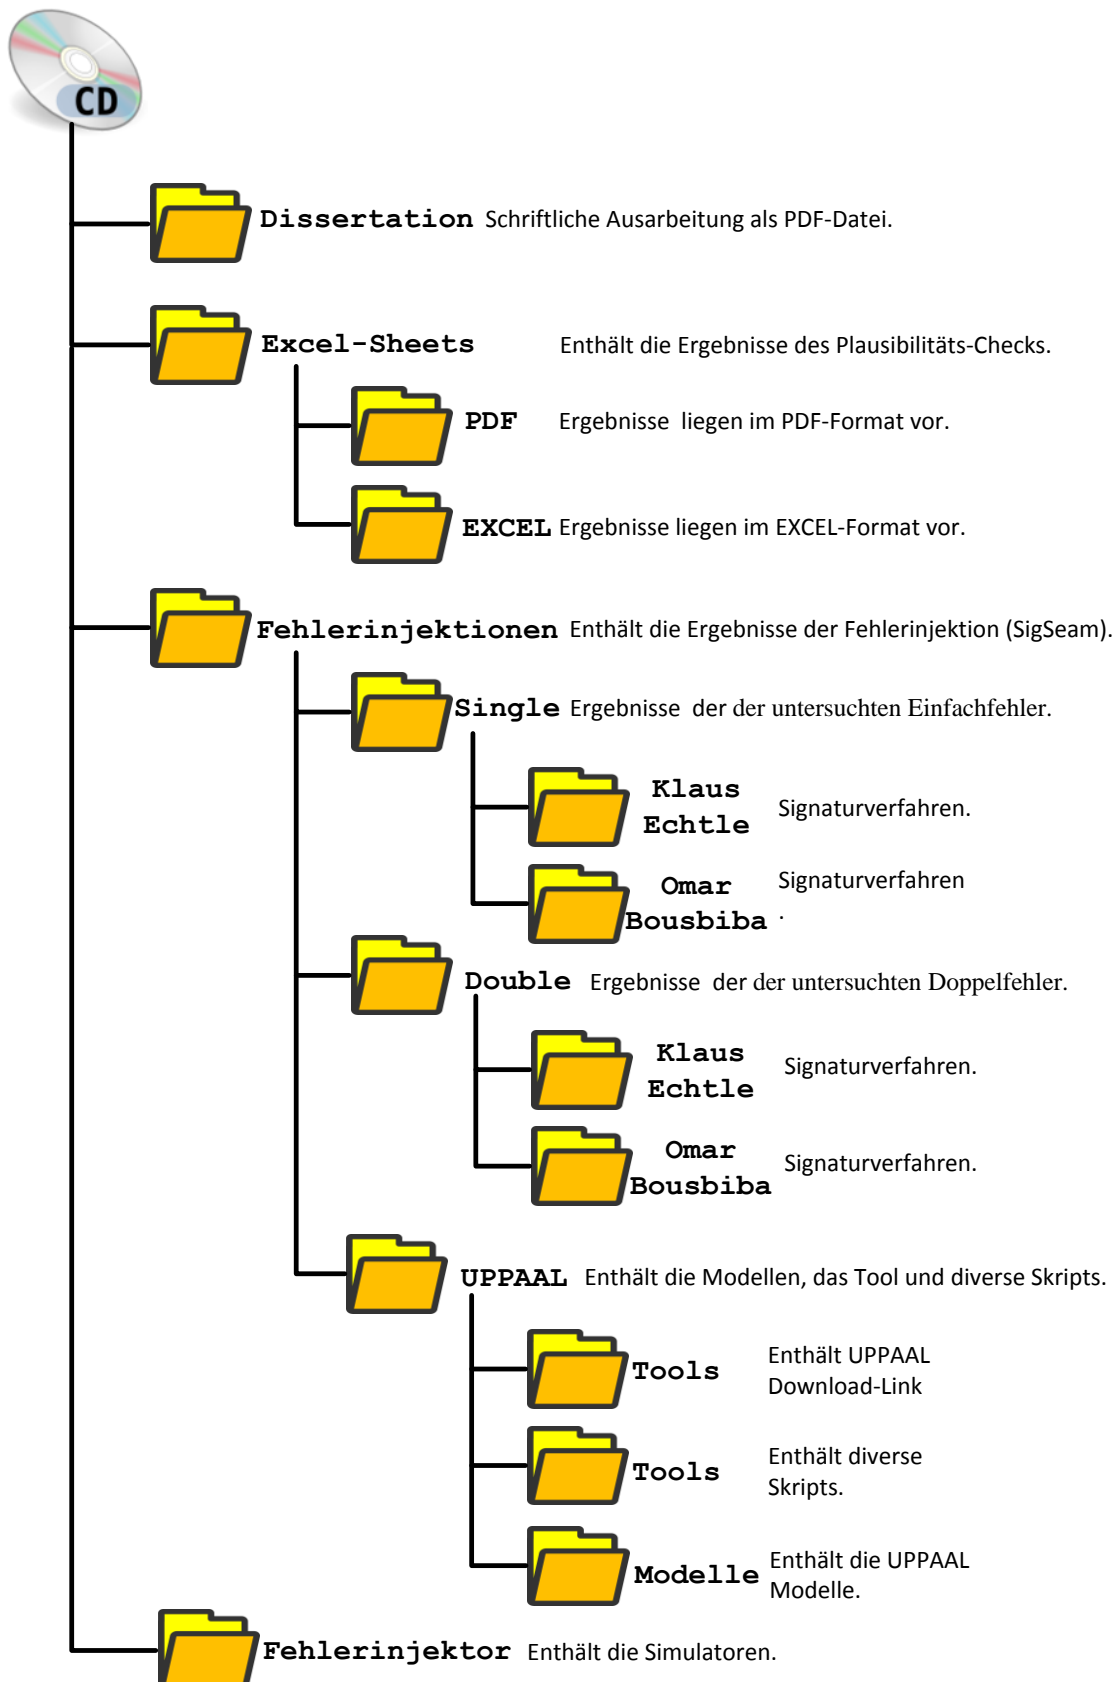 CD
Dissertation Schriftliche Ausarbeitung als PDF-Datei.
Excel-Sheets Enthält die Ergebnisse des Plausibilitäts-Checks.
PDF Ergebnisse liegen im PDF-Format vor.
EXCEL Ergebnisse liegen im EXCEL-Format vor.
Fehlerinjektionen Enthält die Ergebnisse der Fehlerinjektion (SigSeam).
Single Ergebnisse der der untersuchten Einfachfehler.
Klaus
Echtle
Signaturverfahren.
Omar
Bousbiba
Signaturverfahren
.
Double Ergebnisse der der untersuchten Doppelfehler.
Klaus
Echtle
Signaturverfahren.
Omar
Bousbiba
Signaturverfahren.
UPPAAL Enthält die Modellen, das Tool und diverse Skripts.
Tools
Enthält UPPAAL
Download-Link
Tools
Enthält diverse
Skripts.
Modelle
Enthält die UPPAAL
Modelle.
Fehlerinjektor Enthält die Simulatoren.